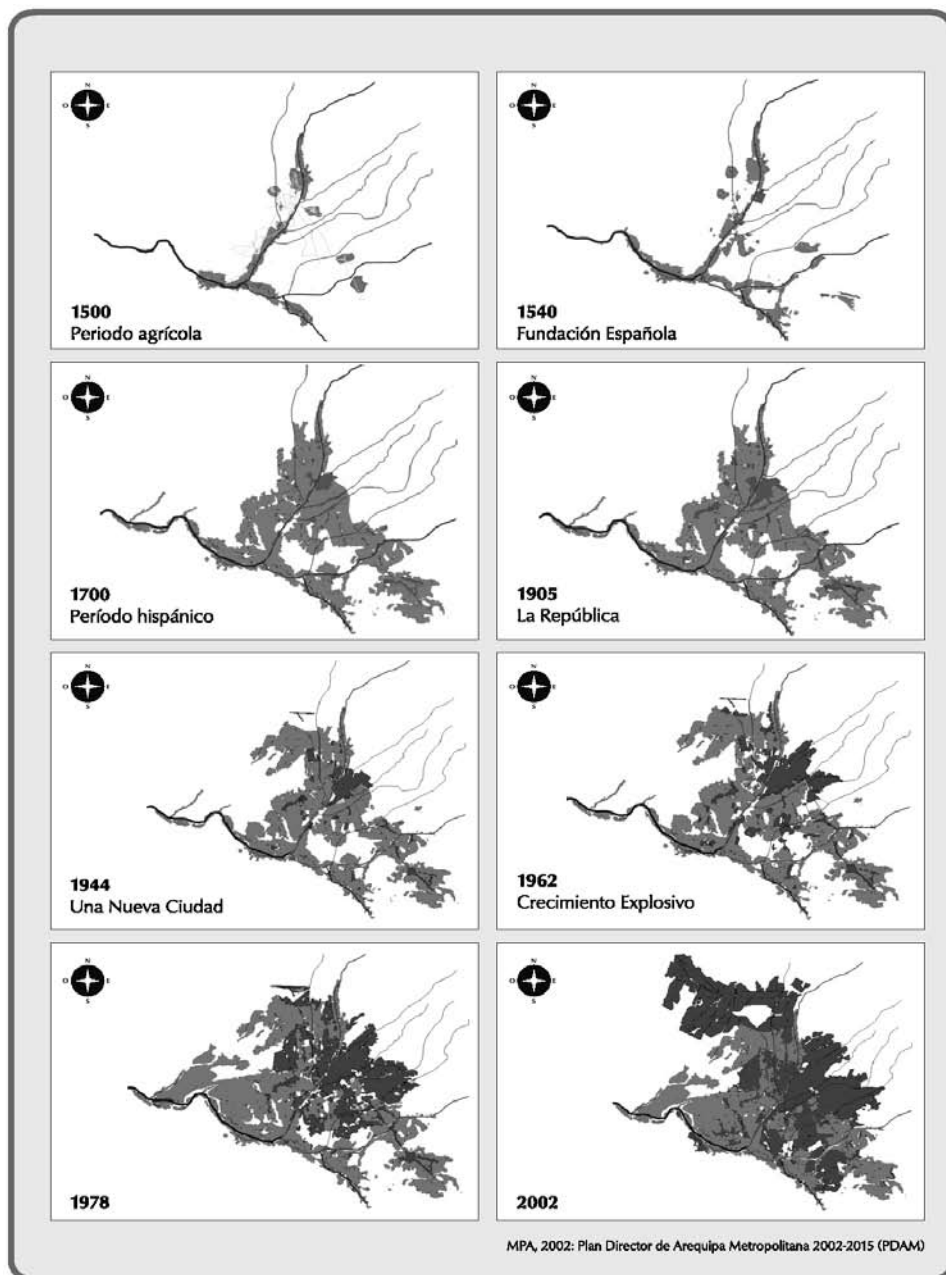 N
O E
S
1500
Periodo agrícola
N
O E
S
1540
Fundación Española
N
O E
S
1700
Período hispánico
N
O E
S
1905
La República
N
O E
S
1944
Una Nueva Ciudad
N
O E
S
1962
Crecimiento Explosivo
N
O E
S
1978
N
O E
S
2002
MPA, 2002: Plan Director de Arequipa Metropolitana 2002-2015 (PDAM)